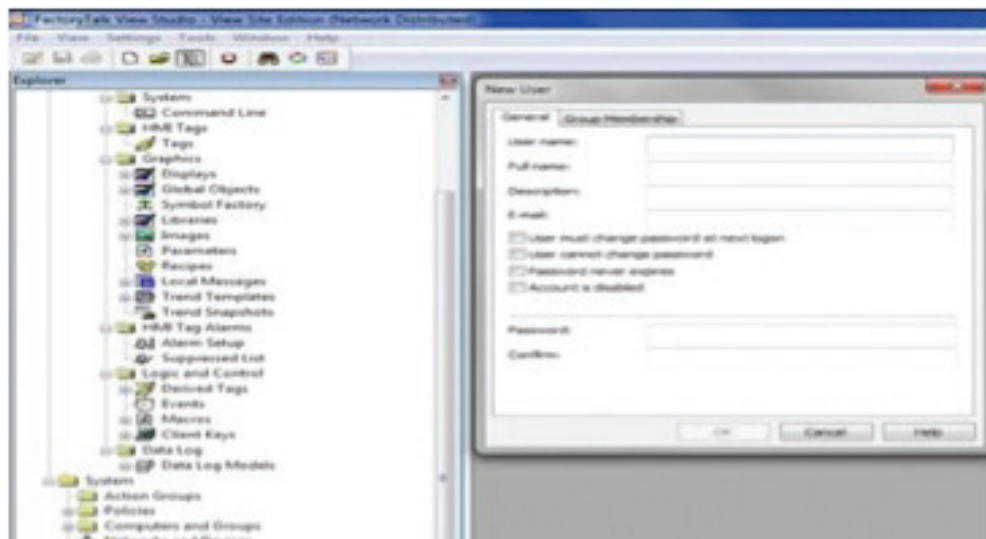 FactoryTalk View Studio - View Site Edition (Network Distributed)
File View Settings Tools Window Help
Explorer
System
Command Line
HMI Tags
Tags
Graphics
Displays
Global Objects
Symbol Factory
Libraries
Images
Parameters
Recipes
Local Messages
Trend Templates
Trend Snapshots
HMI Tag Alarms
Alarm Setup
Suppressed List
Logic and Control
Derived Tags
Events
Macros
Client Keys
Data Log
Data Log Models
System
Action Groups
Policies
Computers and Groups
Networks and Devices
New User
General Group Membership
User name:
Full name:
Description:
E-mail:
User must change password at next logon
User cannot change password
Password never expires
Account is disabled
Password:
Confirm:
OK Cancel Help